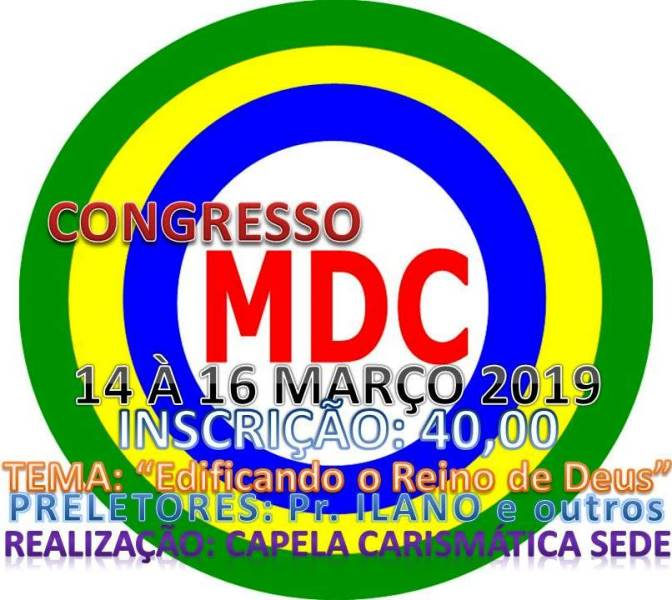 CONGRESSO
MDC
14 À 16 MARÇO 2019
INSCRIÇÃO: 40,00
TEMA: “Edificando o Reino de Deus”
PRELETORES: Pr. ILANO e outros
REALIZAÇÃO: CAPELA CARISMÁTICA SEDE